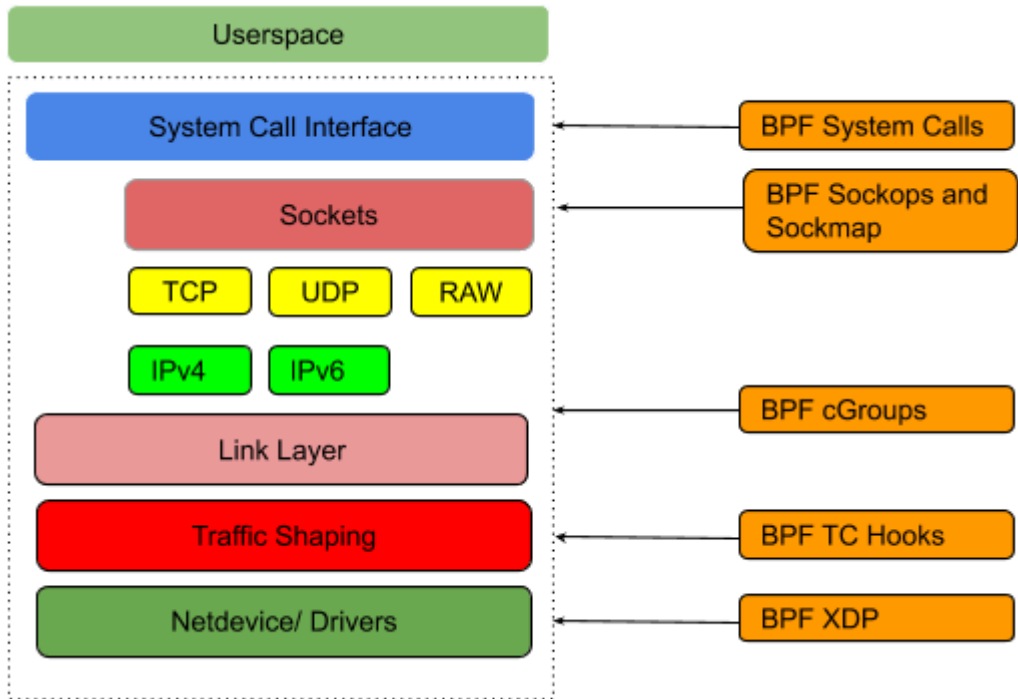 Userspace
System Call Interface
BPF System Calls
Sockets
BPF Sockops and
Sockmap
TCP
UDP
RAW
IPv4
IPv6
BPF cGroups
Link Layer
Traffic Shaping
BPF TC Hooks
Netdevice/ Drivers
BPF XDP